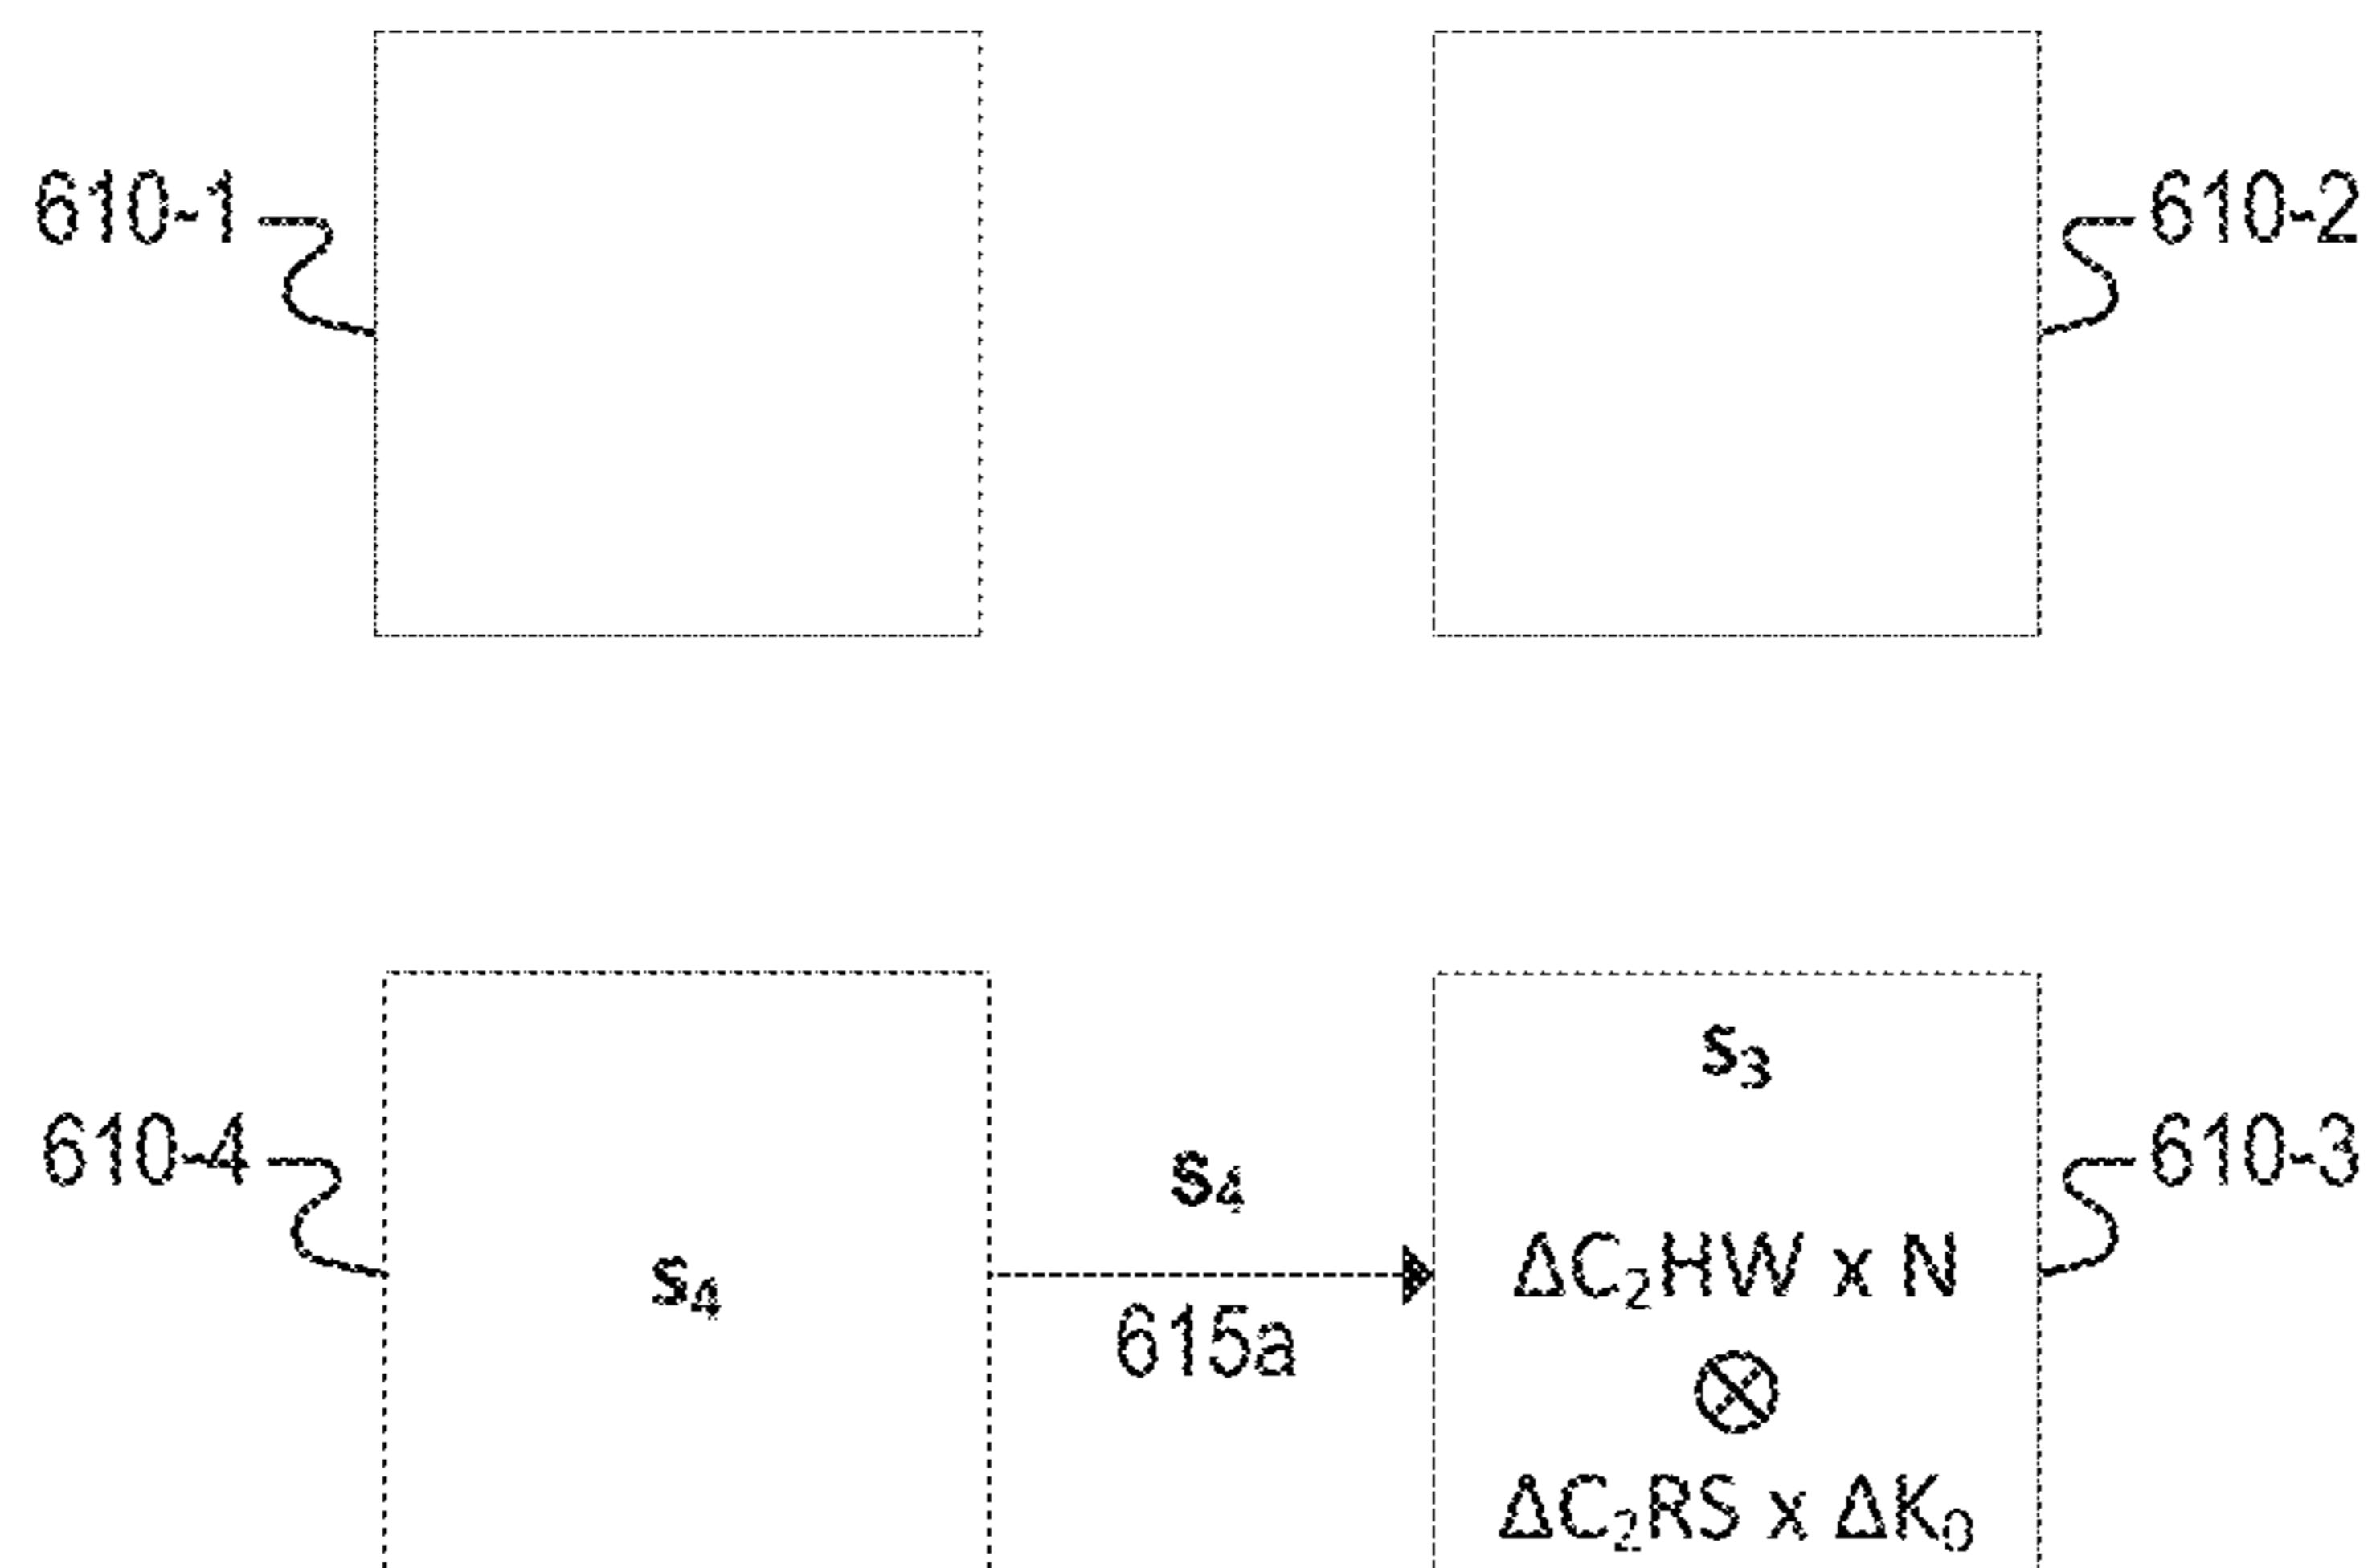 610-1
610-2
s₃
610-4
610-3
s₄
s₄
ΔC₂HW x N
615a
⊗
ΔC₂RS x ΔK₀